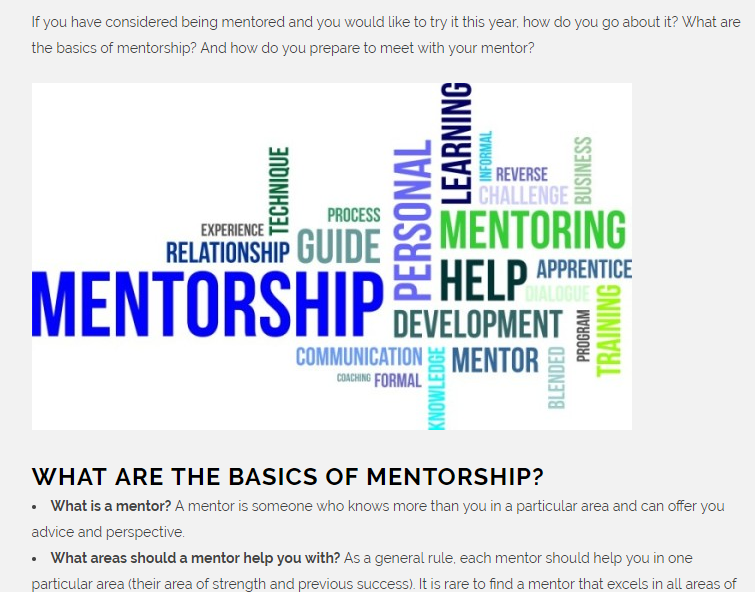 If you have considered being mentored and you would like to try it this year, how do you go about it? What are
the basics of mentorship? And how do you prepare to meet with your mentor?
LEARNING
INFORMAL
REVERSE
BUSINESS
CHALLENGE
TECHNIQUE
PERSONAL
PROCESS
EXPERIENCE
MENTORING
RELATIONSHIP
GUIDE
HELP
APPRENTICE
MENTORSHIP
DIALOGUE
DEVELOPMENT
PROGRAM
TRAINING
COMMUNICATION
KNOWLEDGE
MENTOR
BLENDED
COACHING
FORMAL
WHAT ARE THE BASICS OF MENTORSHIP?
• What is a mentor? A mentor is someone who knows more than you in a particular area and can offer you
advice and perspective.
• What areas should a mentor help you with? As a general rule, each mentor should help you in one
particular area (their area of strength and previous success). It is rare to find a mentor that excels in all areas of